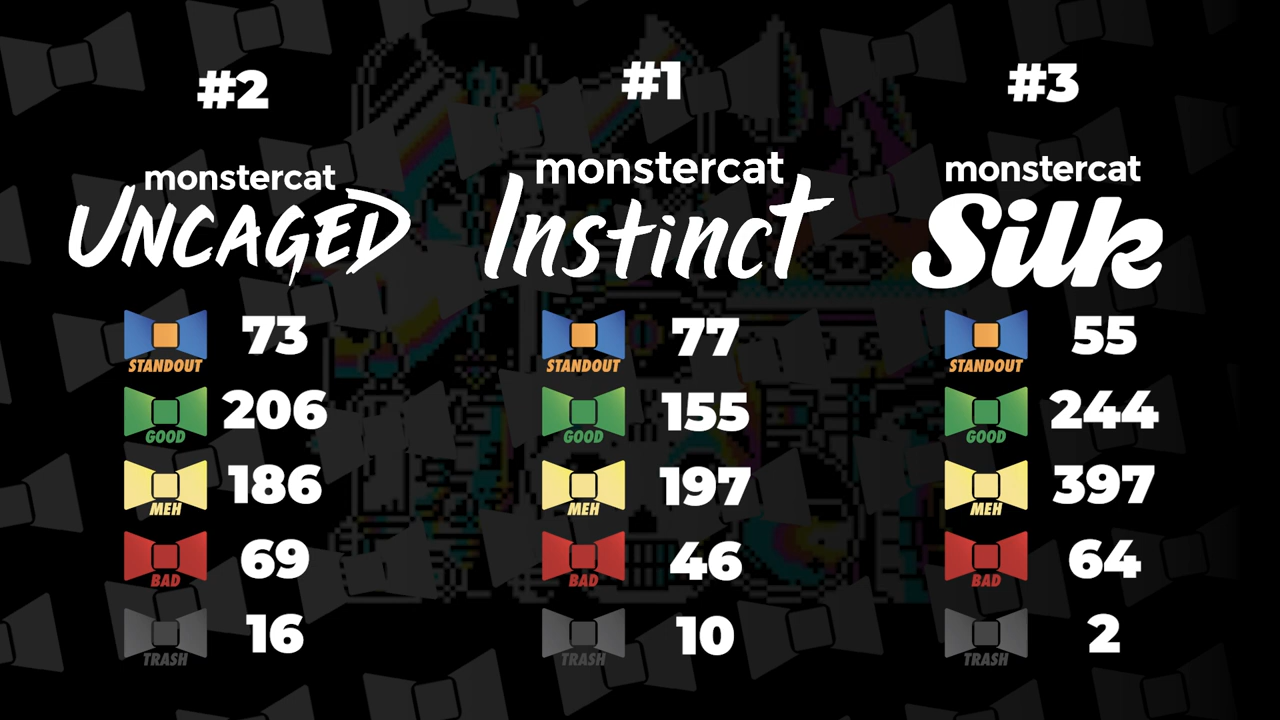 #2
monstercat
UNCAGED
STANDOUT 73
GOOD 206
MEH 186
BAD 69
TRASH 16
#1
monstercat
Instinct
STANDOUT 77
GOOD 155
MEH 197
BAD 46
TRASH 10
#3
monstercat
Silk
STANDOUT 55
GOOD 244
MEH 397
BAD 64
TRASH 2